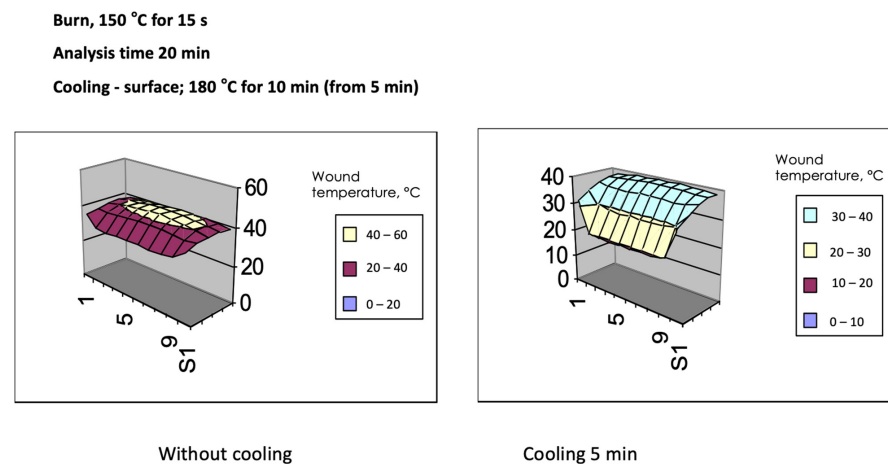 Burn, 150 °C for 15 s
Analysis time 20 min
Cooling - surface; 180 °C for 10 min (from 5 min)
Wound
temperature, °C
60
40
20
0
1
5
9
S1
40 – 60
20 – 40
0 – 20
Wound
temperature, °C
40
30
20
10
0
1
5
9
S1
30 – 40
20 – 30
10 – 20
0 – 10
Without cooling
Cooling 5 min